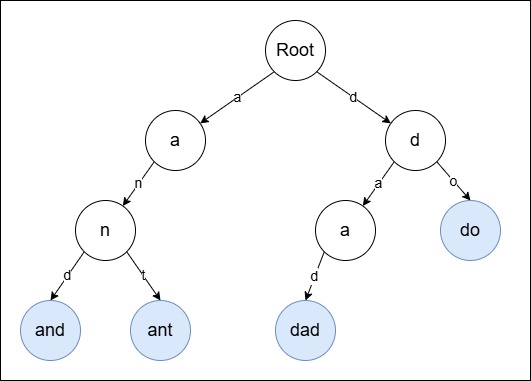 Root
a d
a d
n a o
n a do
d t d
and ant dad